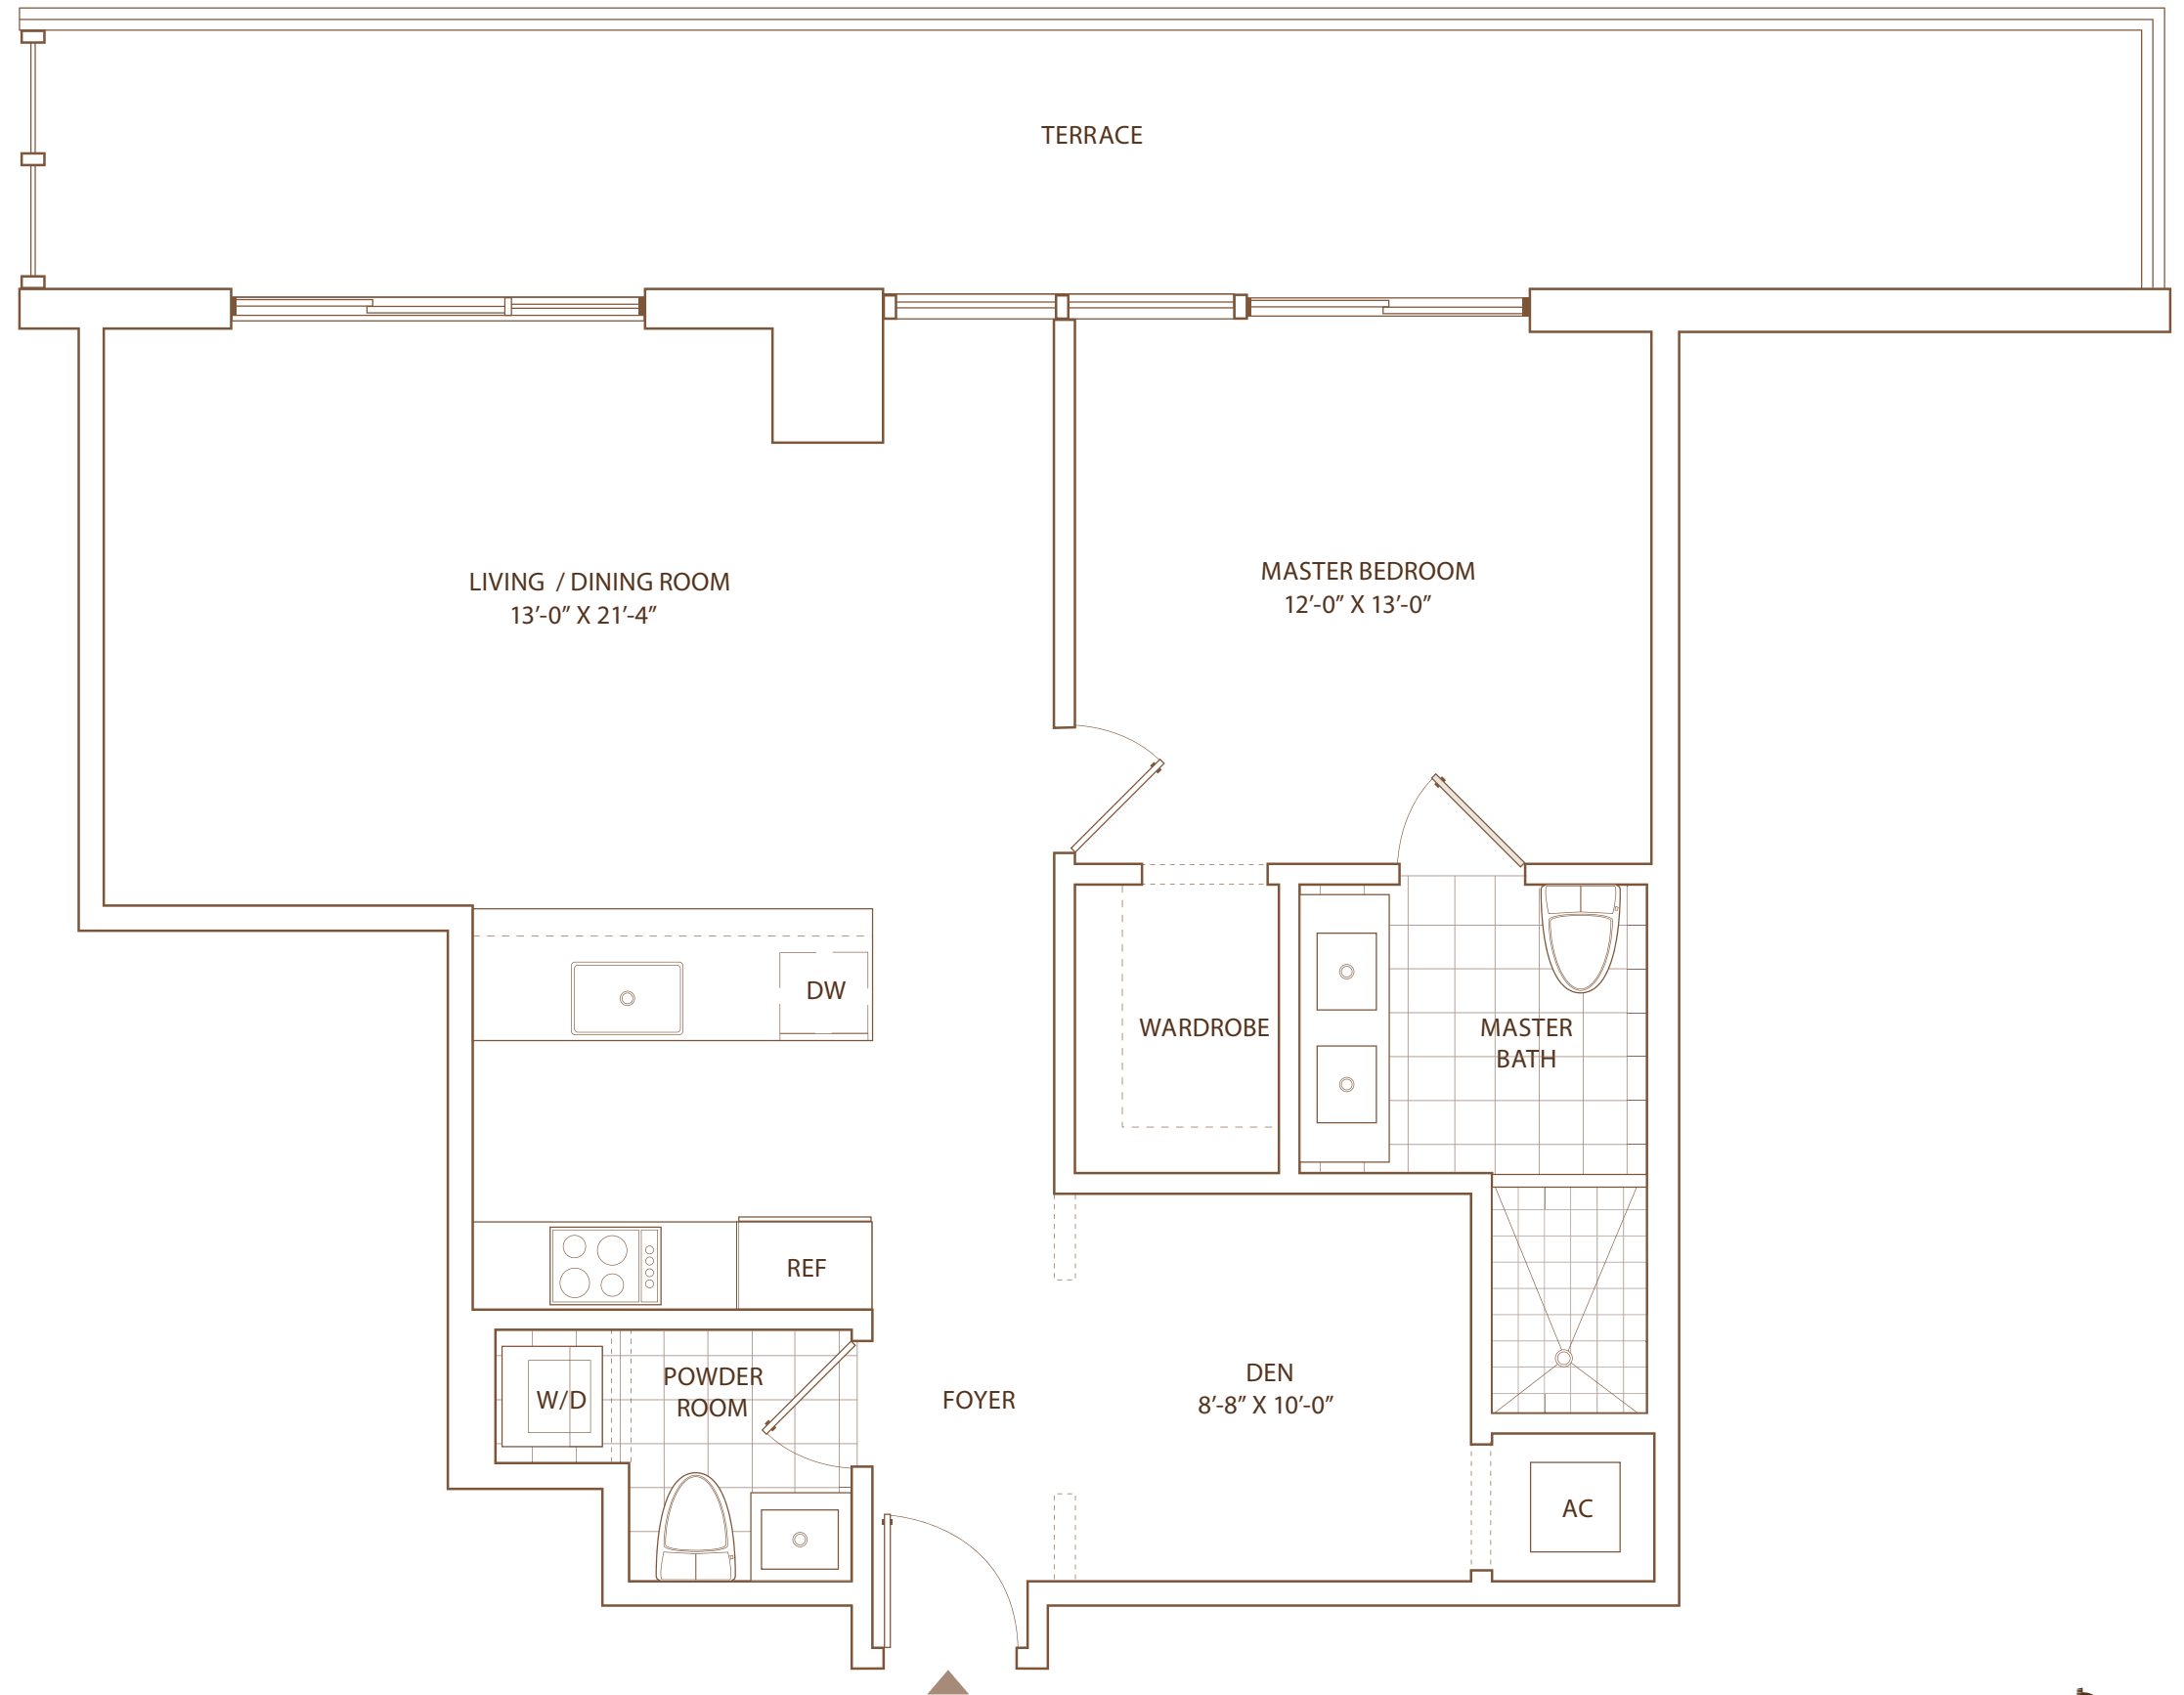 TERRACE
LIVING / DINING ROOM
13’-0” X 21’-4”
MASTER BEDROOM
12’-0” X 13’-0”
DW
WARDROBE
MASTER
BATH
REF
W/D
POWDER
ROOM
FOYER
DEN
8’-8” X 10’-0”
AC